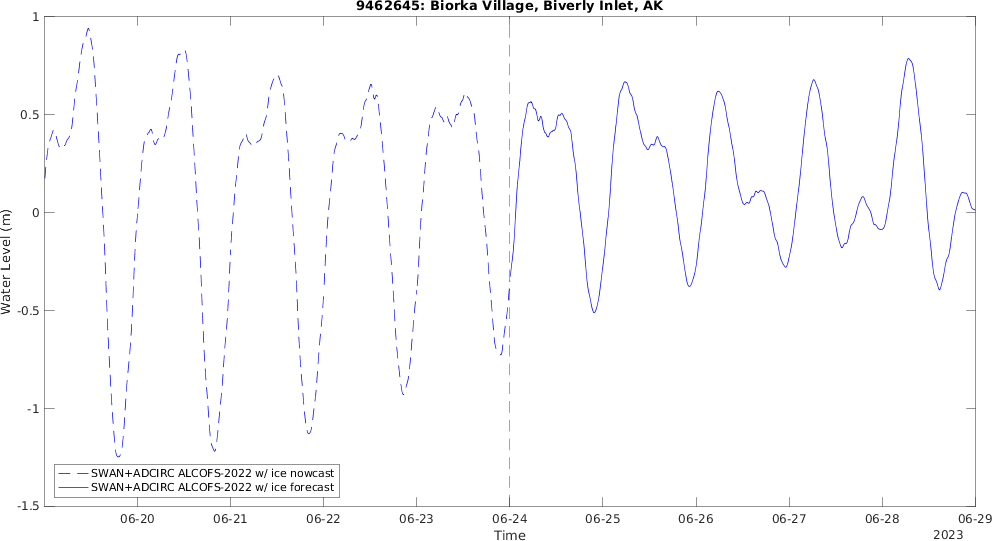 9462645: Biorka Village, Biverly Inlet, AK
Water Level (m)
1
0.5
0
-0.5
-1
-1.5
SWAN+ADCIRC ALCOFS-2022 w/ ice nowcast
SWAN+ADCIRC ALCOFS-2022 w/ ice forecast
06-20 06-21 06-22 06-23 06-24 06-25 06-26 06-27 06-28 06-29
Time
2023